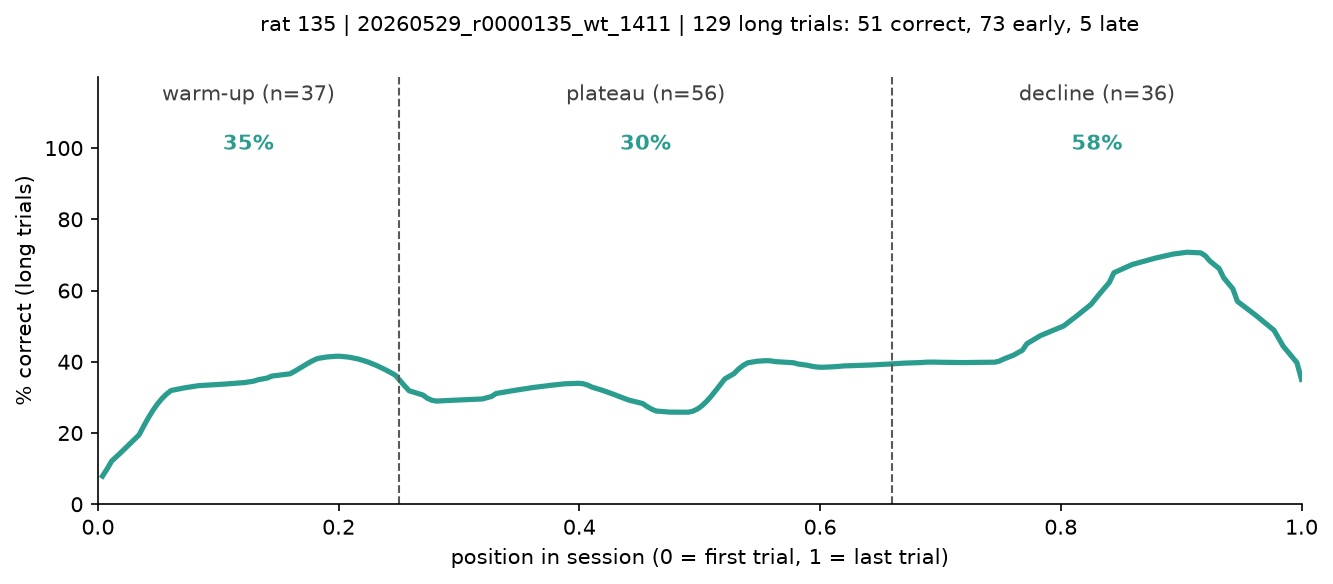 rat 135 | 20260529_r0000135_wt_1411 | 129 long trials: 51 correct, 73 early, 5 late
warm-up (n=37)
plateau (n=56)
decline (n=36)
35%
30%
58%
% correct (long trials)
100
80
60
40
20
0
0.0
0.2
0.4
0.6
0.8
1.0
position in session (0 = first trial, 1 = last trial)